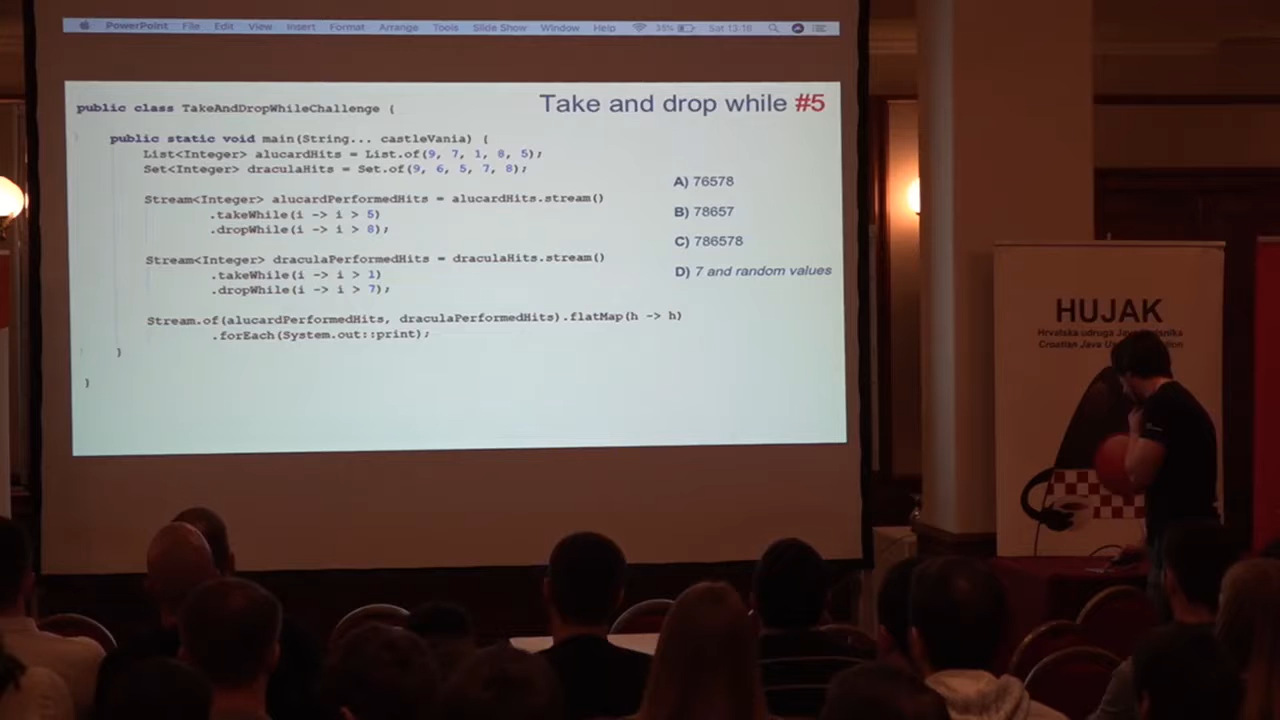 PowerPoint File Edit View Insert Format Arrange Tools Slide Show Window Help 35% Sat 13:16
Take and drop while #5
public class TakeAndDropWhileChallenge {
public static void main(String... castleVania) {
List<Integer> alucardHits = List.of(9, 7, 1, 8, 5);
Set<Integer> draculaHits = Set.of(9, 6, 5, 7, 8);
Stream<Integer> alucardPerformedHits = alucardHits.stream()
.takeWhile(i -> i > 5)
.dropWhile(i -> i > 8);
Stream<Integer> draculaPerformedHits = draculaHits.stream()
.takeWhile(i -> i > 1)
.dropWhile(i -> i > 7);
Stream.of(alucardPerformedHits, draculaPerformedHits).flatMap(h -> h)
.forEach(System.out::print);
}
}
A) 76578
B) 78657
C) 786578
D) 7 and random values
HUJAK
Hrvatska udruga
Croatian Java